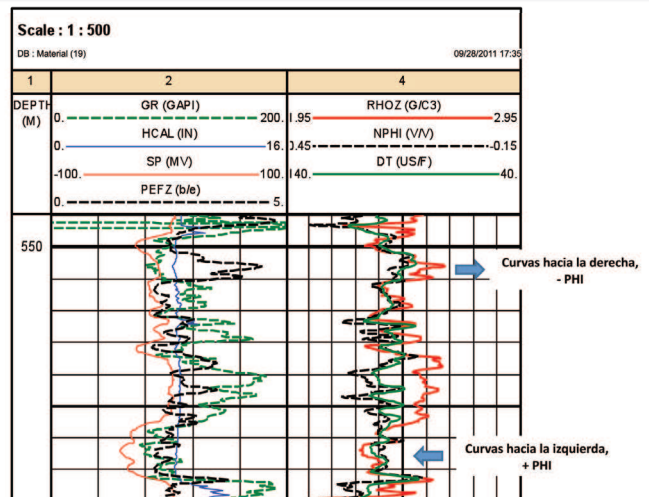 Scale : 1 : 500
DB : Material (19)
09/28/2011 17:35
1
2
4
DEPTH
(M)
GR (GAPI)
0.
200.
HCAL (IN)
0.
16.
SP (MV)
-100.
100.
PEFZ (b/e)
0.
5.
RHOZ (G/C3)
1.95
2.95
NPHI (V/V)
0.45
-0.15
DT (US/F)
140.
40.
550
Curvas hacia la derecha,
- PHI
Curvas hacia la izquierda,
+ PHI